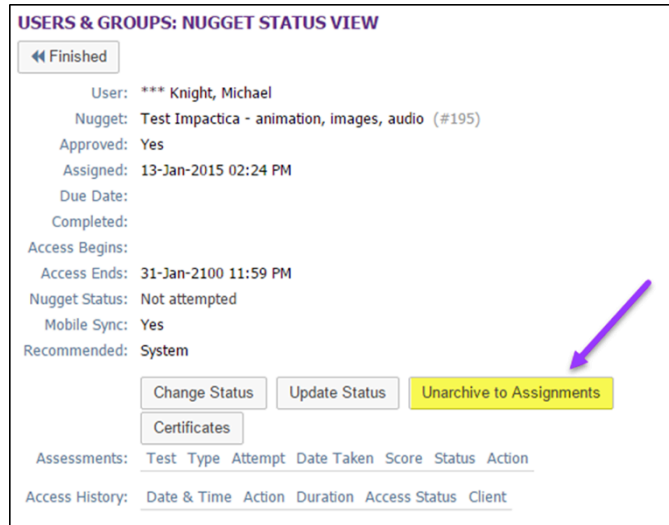 USERS & GROUPS: NUGGET STATUS VIEW
Finished
User: *** Knight, Michael
Nugget: Test Impactica - animation, images, audio (#195)
Approved: Yes
Assigned: 13-Jan-2015 02:24 PM
Due Date:
Completed:
Access Begins:
Access Ends: 31-Jan-2100 11:59 PM
Nugget Status: Not attempted
Mobile Sync: Yes
Recommended: System
Change Status Update Status Unarchive to Assignments
Certificates
Assessments: Test Type Attempt Date Taken Score Status Action
Access History: Date & Time Action Duration Access Status Client